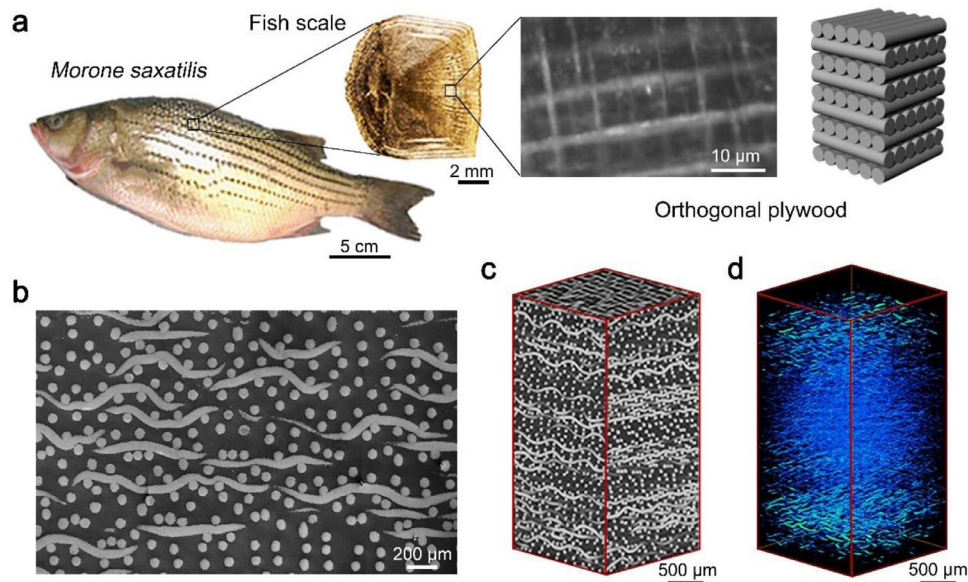 a
Fish scale
Morone saxatilis
2 mm
10 µm
5 cm
Orthogonal plywood
b
200 µm
c
500 µm
d
500 µm